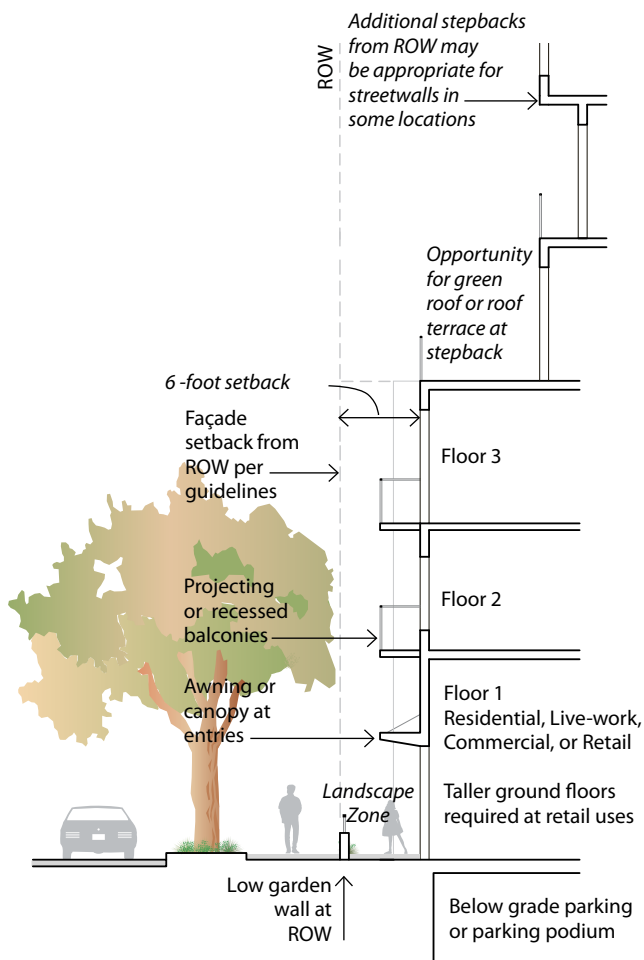 ROW
Additional stepbacks
from ROW may
be appropriate for
streetwalls in
some locations
Opportunity
for green
roof or roof
terrace at
stepback
6 -foot setback
Façade
setback from
ROW per
guidelines
Floor 3
Projecting
or recessed
balconies
Floor 2
Awning or
canopy at
entries
Floor 1
Residential, Live-work,
Commercial, or Retail
Landscape
Zone
Taller ground floors
required at retail uses
Low garden
wall at
ROW
Below grade parking
or parking podium